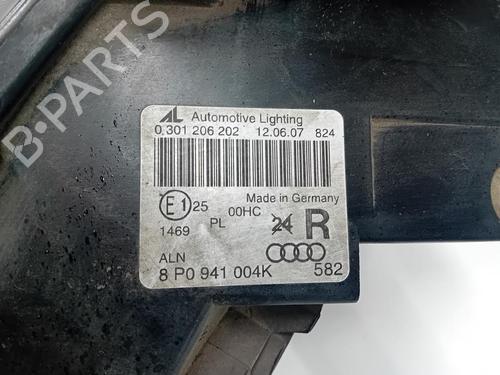 AL Automotive Lighting
0 301 206 202 12.06.07 824
Made in Germany
E1 25 00HC 24 R
1469 PL
ALN
8 P0 941 004K 582
B-PARTS